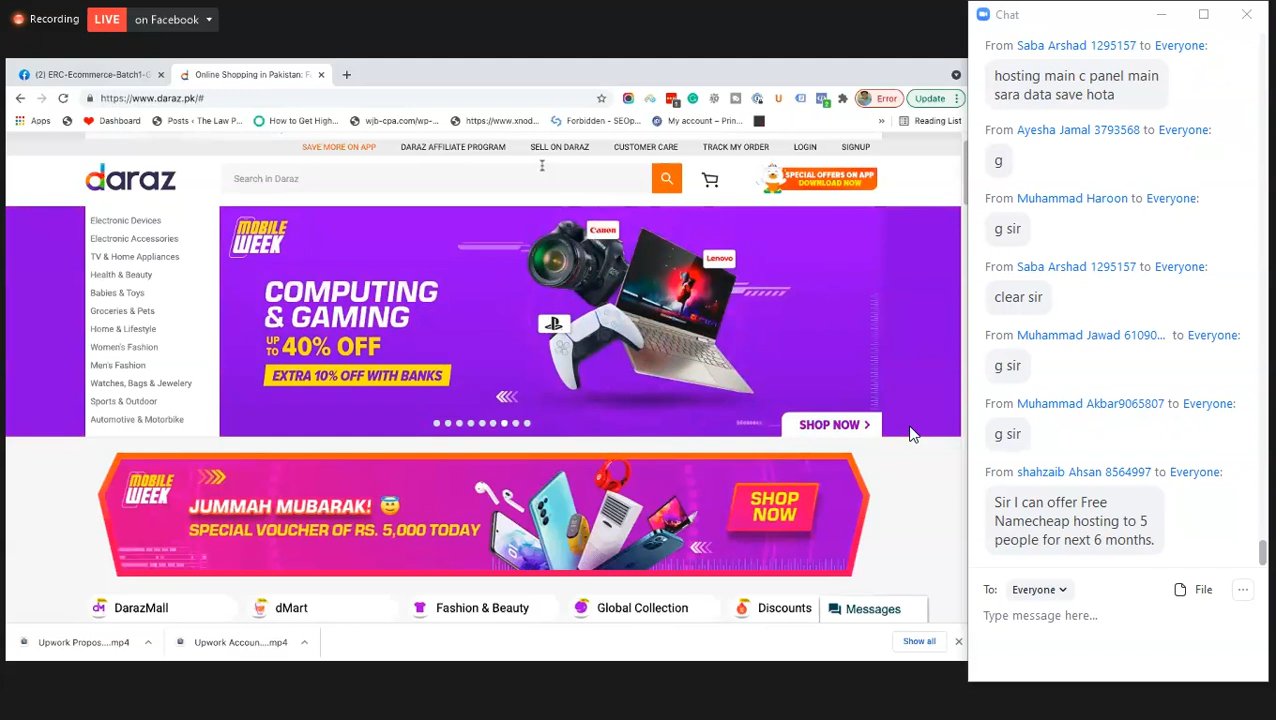 Recording
LIVE
on Facebook
(2) ERC-Ecommerce-Batch1-G
Online Shopping in Pakistan: Fa
https://www.daraz.pk/#
Error
Update
Apps
Dashboard
Posts ‹ The Law P...
How to Get High...
wjb-cpa.com/wp-...
https://www.xnod...
Forbidden - SEOp...
My account – Prin...
»
Reading List
SAVE MORE ON APP
DARAZ AFFILIATE PROGRAM
SELL ON DARAZ
CUSTOMER CARE
TRACK MY ORDER
LOGIN
SIGNUP
daraz
Search in Daraz
SPECIAL OFFERS ON APP
DOWNLOAD NOW
Electronic Devices
Electronic Accessories
TV & Home Appliances
Health & Beauty
Babies & Toys
Groceries & Pets
Home & Lifestyle
Women's Fashion
Men's Fashion
Watches, Bags & Jewelery
Sports & Outdoor
Automotive & Motorbike
MOBILE
WEEK
COMPUTING
& GAMING
UP TO 40% OFF
EXTRA 10% OFF WITH BANKS
Canon
Lenovo
SHOP NOW
MOBILE
WEEK
JUMMAH MUBARAK!
SPECIAL VOUCHER OF RS. 5,000 TODAY
SHOP
NOW
DarazMall
dMart
Fashion & Beauty
Global Collection
Discounts
Messages
Upwork Propos....mp4
Upwork Accoun....mp4
Show all
Chat
From Saba Arshad 1295157 to Everyone:
hosting main c panel main
sara data save hota
From Ayesha Jamal 3793568 to Everyone:
g
From Muhammad Haroon to Everyone:
g sir
From Saba Arshad 1295157 to Everyone:
clear sir
From Muhammad Jawad 61090... to Everyone:
g sir
From Muhammad Akbar9065807 to Everyone:
g sir
From shahzaib Ahsan 8564997 to Everyone:
Sir I can offer Free
Namecheap hosting to 5
people for next 6 months.
To: Everyone
File
Type message here...